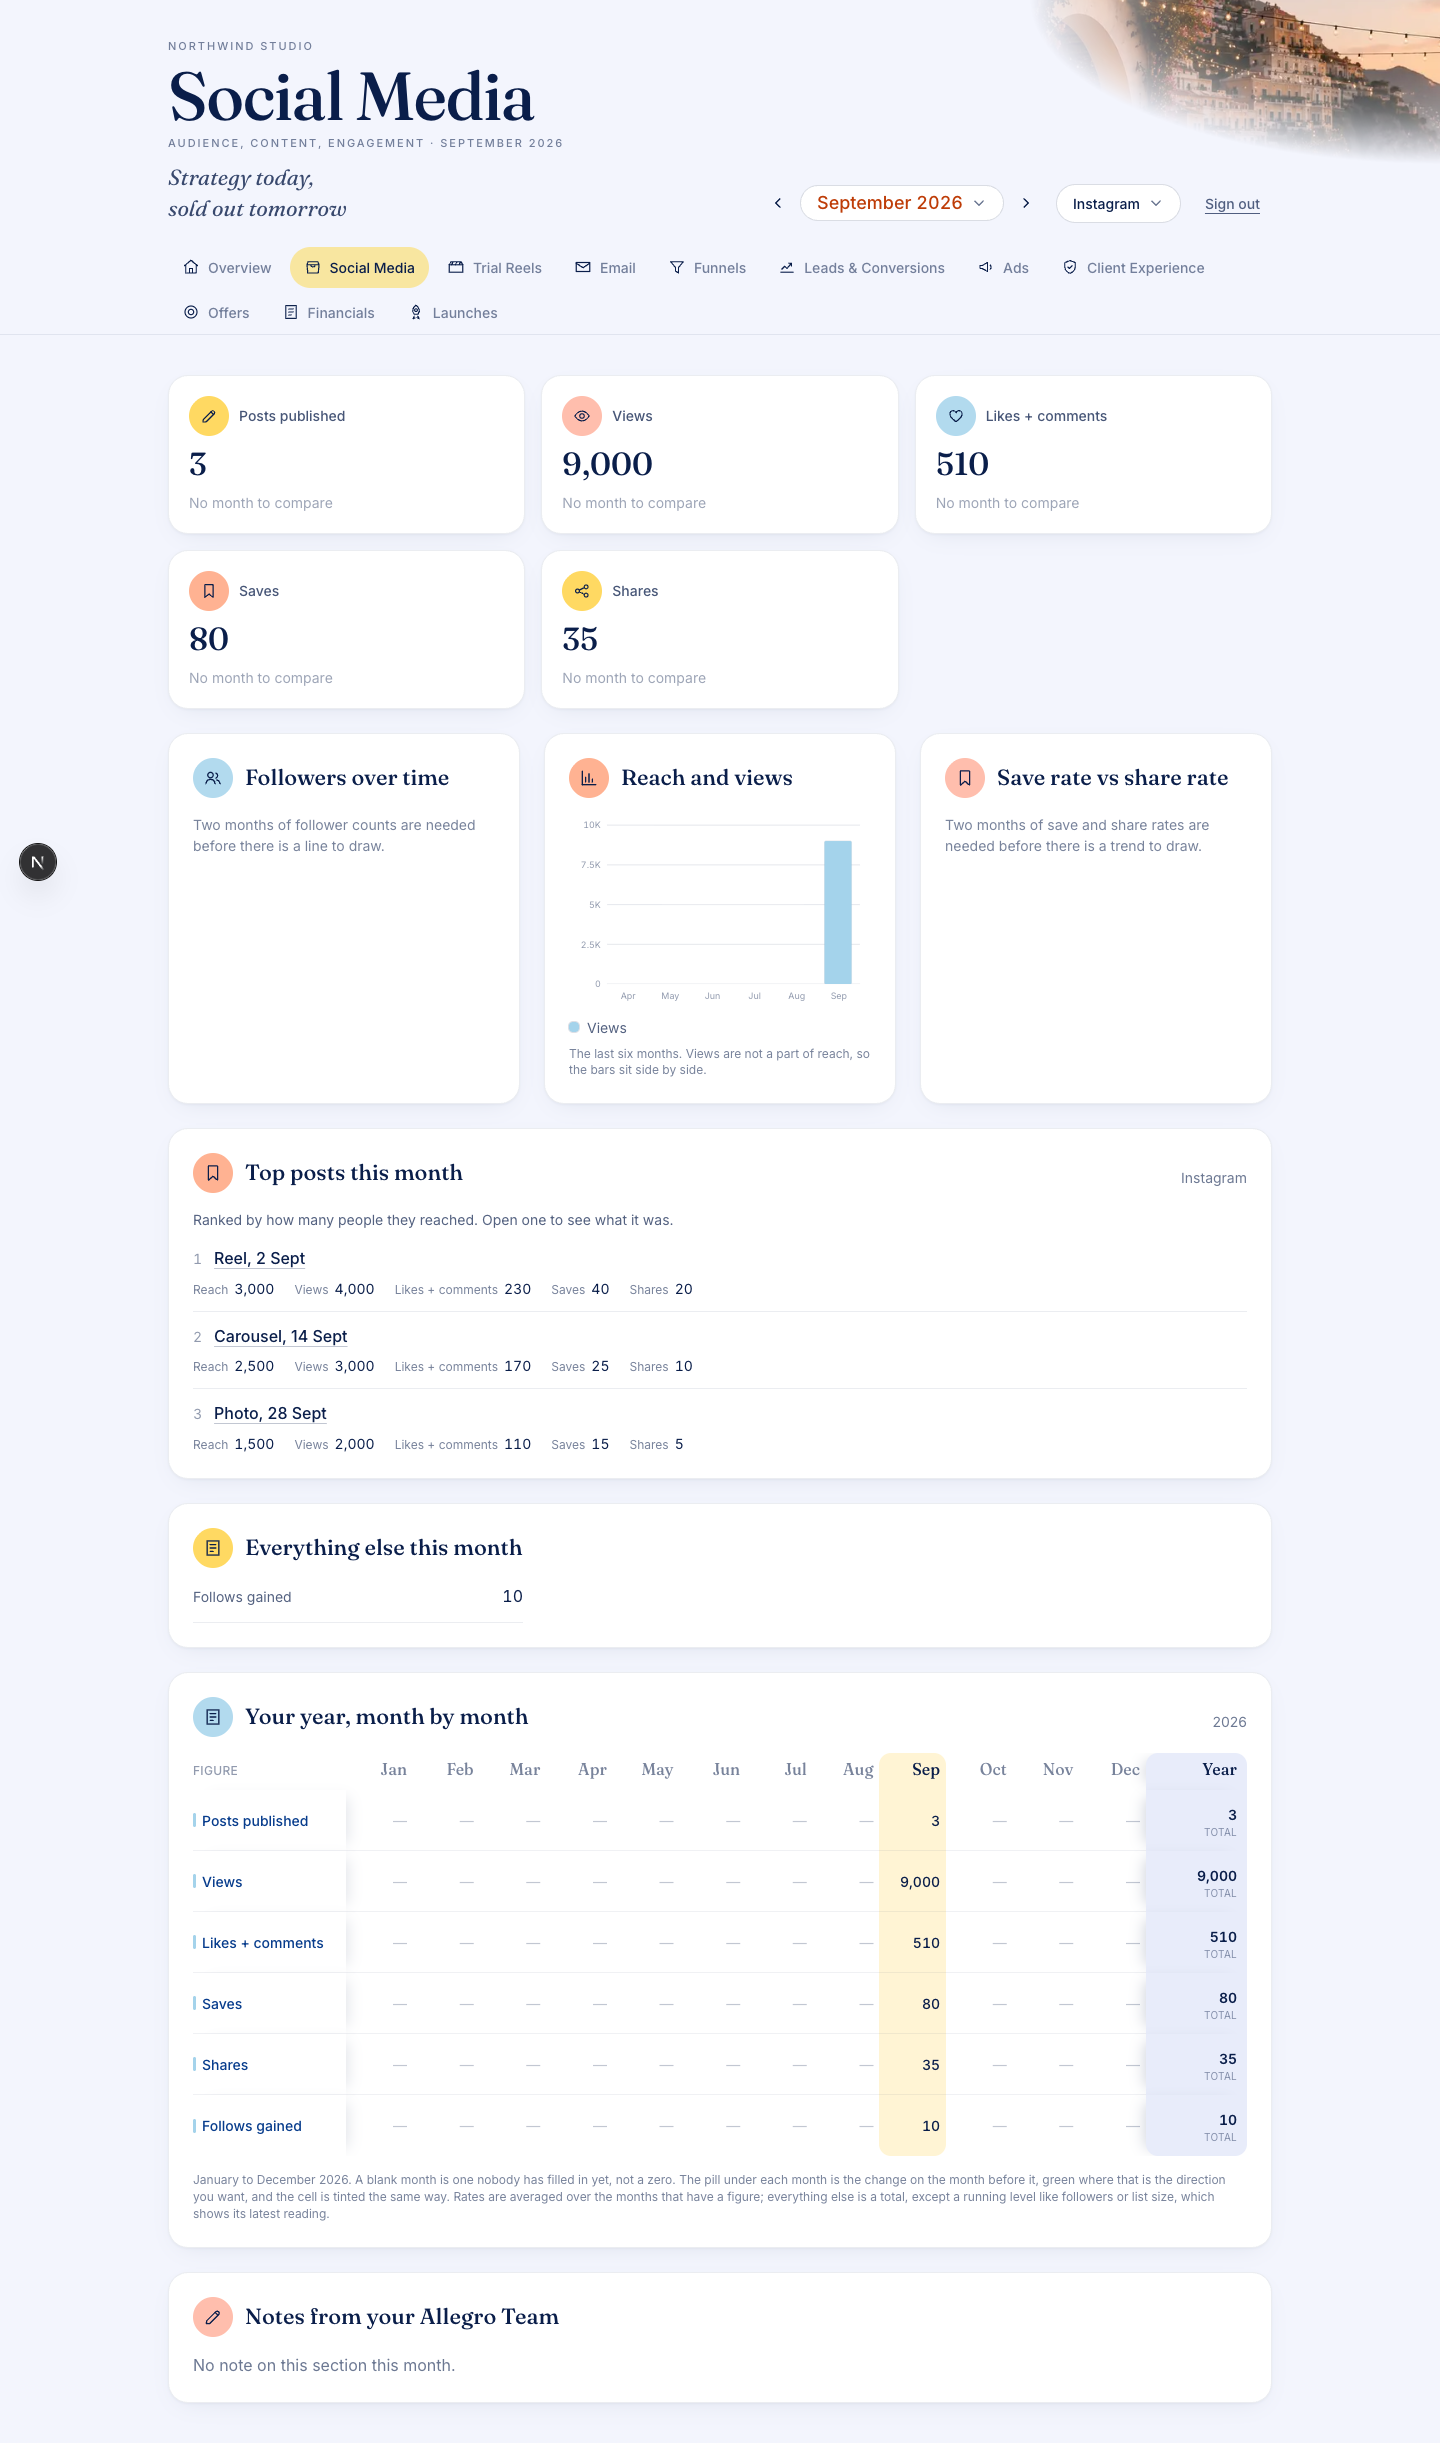 NORTHWIND STUDIO
Social Media
AUDIENCE, CONTENT, ENGAGEMENT · SEPTEMBER 2026
Strategy today,
sold out tomorrow
September 2026
Instagram
Sign out
Overview
Social Media
Trial Reels
Email
Funnels
Leads & Conversions
Ads
Client Experience
Offers
Financials
Launches
Posts published
3
No month to compare
Views
9,000
No month to compare
Likes + comments
510
No month to compare
Saves
80
No month to compare
Shares
35
No month to compare
Followers over time
Two months of follower counts are needed
before there is a line to draw.
Reach and views
10K
7.5K
5K
2.5K
0
Apr May Jun Jul Aug Sep
Views
The last six months. Views are not a part of reach, so
the bars sit side by side.
Save rate vs share rate
Two months of save and share rates are
needed before there is a trend to draw.
N
Top posts this month
Instagram
Ranked by how many people they reached. Open one to see what it was.
1 Reel, 2 Sept
Reach 3,000 Views 4,000 Likes + comments 230 Saves 40 Shares 20
2 Carousel, 14 Sept
Reach 2,500 Views 3,000 Likes + comments 170 Saves 25 Shares 10
3 Photo, 28 Sept
Reach 1,500 Views 2,000 Likes + comments 110 Saves 15 Shares 5
Everything else this month
Follows gained 10
Your year, month by month
2026
FIGURE Jan Feb Mar Apr May Jun Jul Aug Sep Oct Nov Dec Year
Posts published — — — — — — — — 3 — — — 3
TOTAL
Views — — — — — — — — 9,000 — — — 9,000
TOTAL
Likes + comments — — — — — — — — 510 — — — 510
TOTAL
Saves — — — — — — — — 80 — — — 80
TOTAL
Shares — — — — — — — — 35 — — — 35
TOTAL
Follows gained — — — — — — — — 10 — — — 10
TOTAL
January to December 2026. A blank month is one nobody has filled in yet, not a zero. The pill under each month is the change on the month before it, green where that is the direction
you want, and the cell is tinted the same way. Rates are averaged over the months that have a figure; everything else is a total, except a running level like followers or list size, which
shows its latest reading.
Notes from your Allegro Team
No note on this section this month.